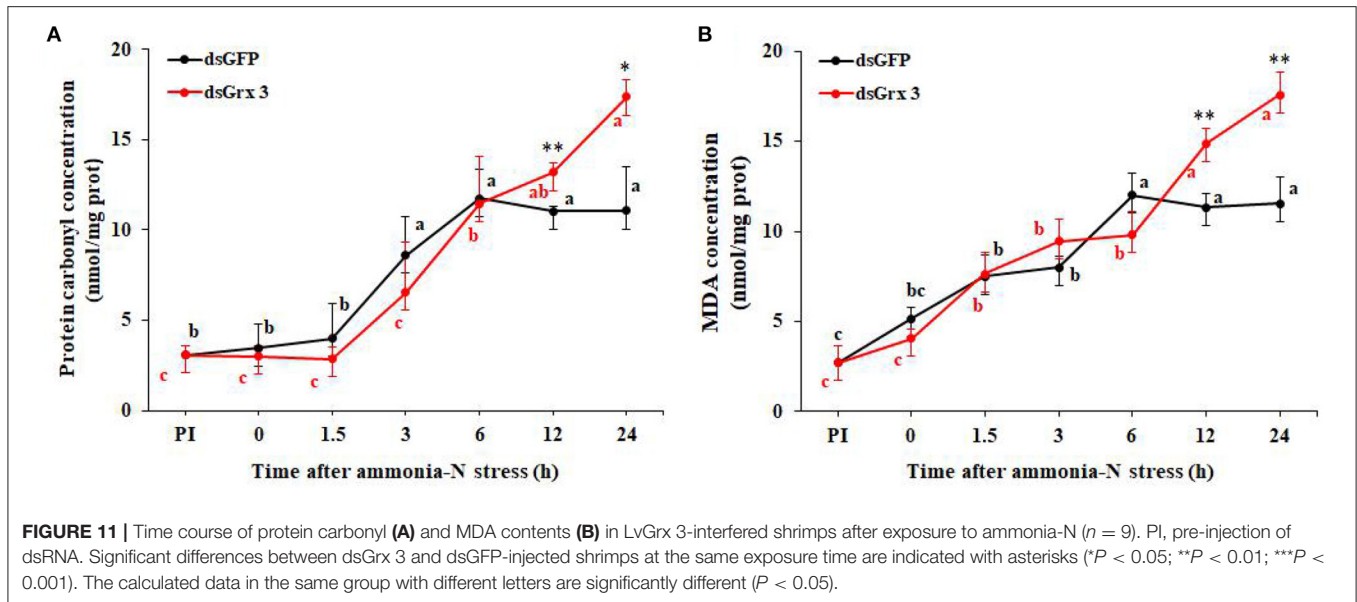 A
B
20
15
10
5
0
Protein carbonyl concentration
(nmol/mg prot)
dsGFP
dsGrx 3
*
**
a
a
a
ab
a
a
b
b
b
b
c
c
c
c
PI
0
1.5
3
6
12
24
Time after ammonia-N stress (h)
20
15
10
5
0
MDA concentration
(nmol/mg prot)
dsGFP
dsGrx 3
**
**
a
a
a
a
a
b
b
b
b
b
bc
c
c
c
PI
0
1.5
3
6
12
24
Time after ammonia-N stress (h)
FIGURE 11 | Time course of protein carbonyl (A) and MDA contents (B) in LvGrx 3-interfered shrimps after exposure to ammonia-N (n = 9). PI, pre-injection of
dsRNA. Significant differences between dsGrx 3 and dsGFP-injected shrimps at the same exposure time are indicated with asterisks (*P < 0.05; **P < 0.01; ***P <
0.001). The calculated data in the same group with different letters are significantly different (P < 0.05).